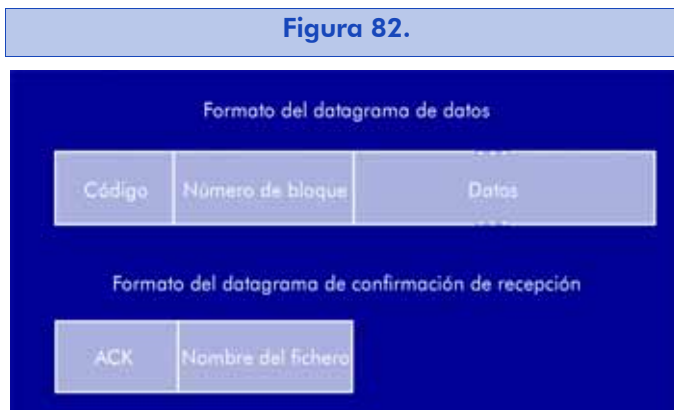 Figura 82.
Formato del datagrama de datos
Código Número de bloque Datos
Formato del datagrama de confirmación de recepción
ACK Nombre del fichero